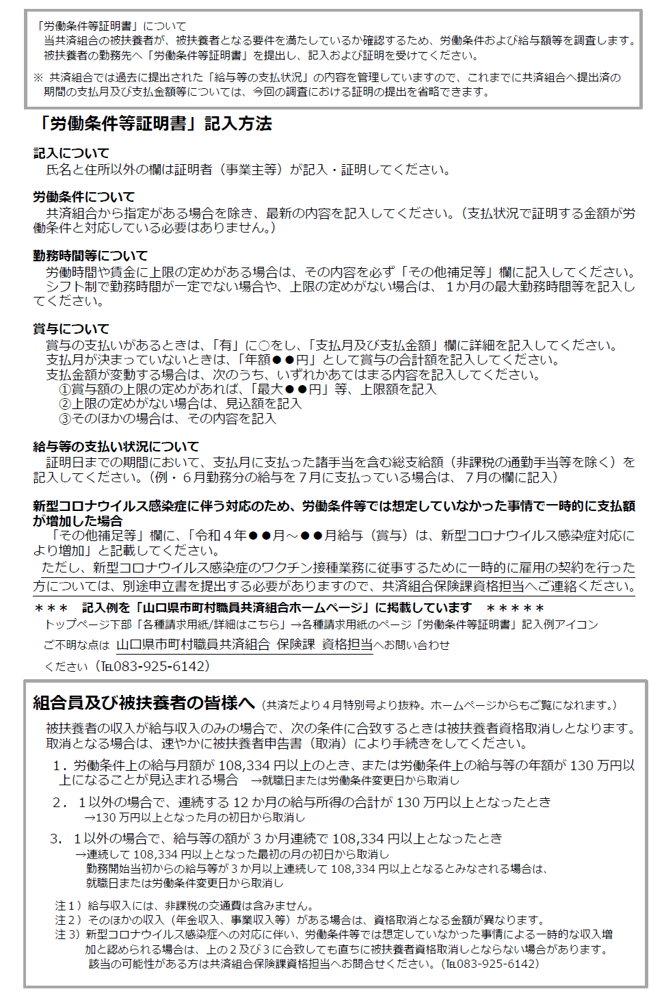 「労働条件等証明書」について
当共済組合の被扶養者が、被扶養者となる要件を満たしているか確認するため、労働条件および給与額等を調査します。
被扶養者の勤務先へ「労働条件等証明書」を提出し、記入および証明を受けてください。
※ 共済組合では過去に提出された「給与等の支払状況」の内容を管理していますので、これまでに共済組合へ提出済の
期間の支払月及び支払金額等については、今回の調査における証明の提出を省略できます。
「労働条件等証明書」記入方法
記入について
氏名と住所以外の欄は証明者（事業主等）が記入・証明してください。
労働条件について
共済組合から指定がある場合を除き、最新の内容を記入してください。（支払状況で証明する金額が労
働条件と対応している必要はありません。）
勤務時間等について
労働時間や賃金に上限の定めがある場合は、その内容を必ず「その他補足等」欄に記入してください。
シフト制で勤務時間が一定でない場合や、上限の定めがない場合は、１か月の最大勤務時間等を記入し
てください。
賞与について
賞与の支払いがあるときは、「有」に○をし、「支払月及び支払金額」欄に詳細を記入してください。
支払月が決まっていないときは、「年額●●円」として賞与の合計額を記入してください。
支払金額が変動する場合は、次のうち、いずれかあてはまる内容を記入してください。
①賞与額の上限の定めがあれば、「最大●●円」等、上限額を記入
②上限の定めがない場合は、見込額を記入
③そのほかの場合は、その内容を記入
給与等の支払い状況について
証明日までの期間において、支払月に支払った諸手当を含む総支給額（非課税の通勤手当等を除く）を
記入してください。（例・６月勤務分の給与を７月に支払っている場合は、７月の欄に記入）
新型コロナウイルス感染症に伴う対応のため、労働条件等では想定していなかった事情で一時的に支払額
が増加した場合
「その他補足等」欄に、「令和４年●●月～●●月給与（賞与）は、新型コロナウイルス感染症対応に
より増加」と記載してください。
ただし、新型コロナウイルス感染症のワクチン接種業務に従事するために一時的に雇用の契約を行った
方については、別途申立書を提出する必要がありますので、共済組合保険課資格担当へご連絡ください。
＊＊＊ 記入例を「山口県市町村職員共済組合ホームページ」に掲載しています ＊＊＊＊＊
トップページ下部「各種請求用紙/詳細はこちら」→各種請求用紙のページ「労働条件等証明書」記入例アイコン
ご不明な点は 山口県市町村職員共済組合 保険課 資格担当へお問い合わせ
ください（℡083-925-6142）
組合員及び被扶養者の皆様へ（共済だより４月特別号より抜粋。ホームページからもご覧になれます。）
被扶養者の収入が給与収入のみの場合で、次の条件に合致するときは被扶養者資格取消しとなります。
取消となる場合は、速やかに被扶養者申告書（取消）により手続きをしてください。
１．労働条件上の給与月額が 108,334 円以上のとき、または労働条件上の給与等の年額が 130 万円以
上になることが見込まれる場合 →就職日または労働条件変更日から取消し
２．１以外の場合で、連続する 12 か月の給与所得の合計が 130 万円以上となったとき
→130 万円以上となった月の初日から取消し
３．１以外の場合で、給与等の額が３か月連続で 108,334 円以上となったとき
→連続して 108,334 円以上となった最初の月の初日から取消し
勤務開始当初からの給与等が３か月以上連続して 108,334 円以上となるとみなされる場合は、
就職日または労働条件変更日から取消し
注１）給与収入には、非課税の交通費は含みません。
注２）そのほかの収入（年金収入、事業収入等）がある場合は、資格取消となる金額が異なります。
注３）新型コロナウイルス感染症への対応に伴い、労働条件等では想定していなかった事情による一時的な収入増
加と認められる場合は、上の２及び３に合致しても直ちに被扶養者資格取消しとならない場合があります。
該当の可能性がある方は共済組合保険課資格担当へお問合せください。（℡083-925-6142）